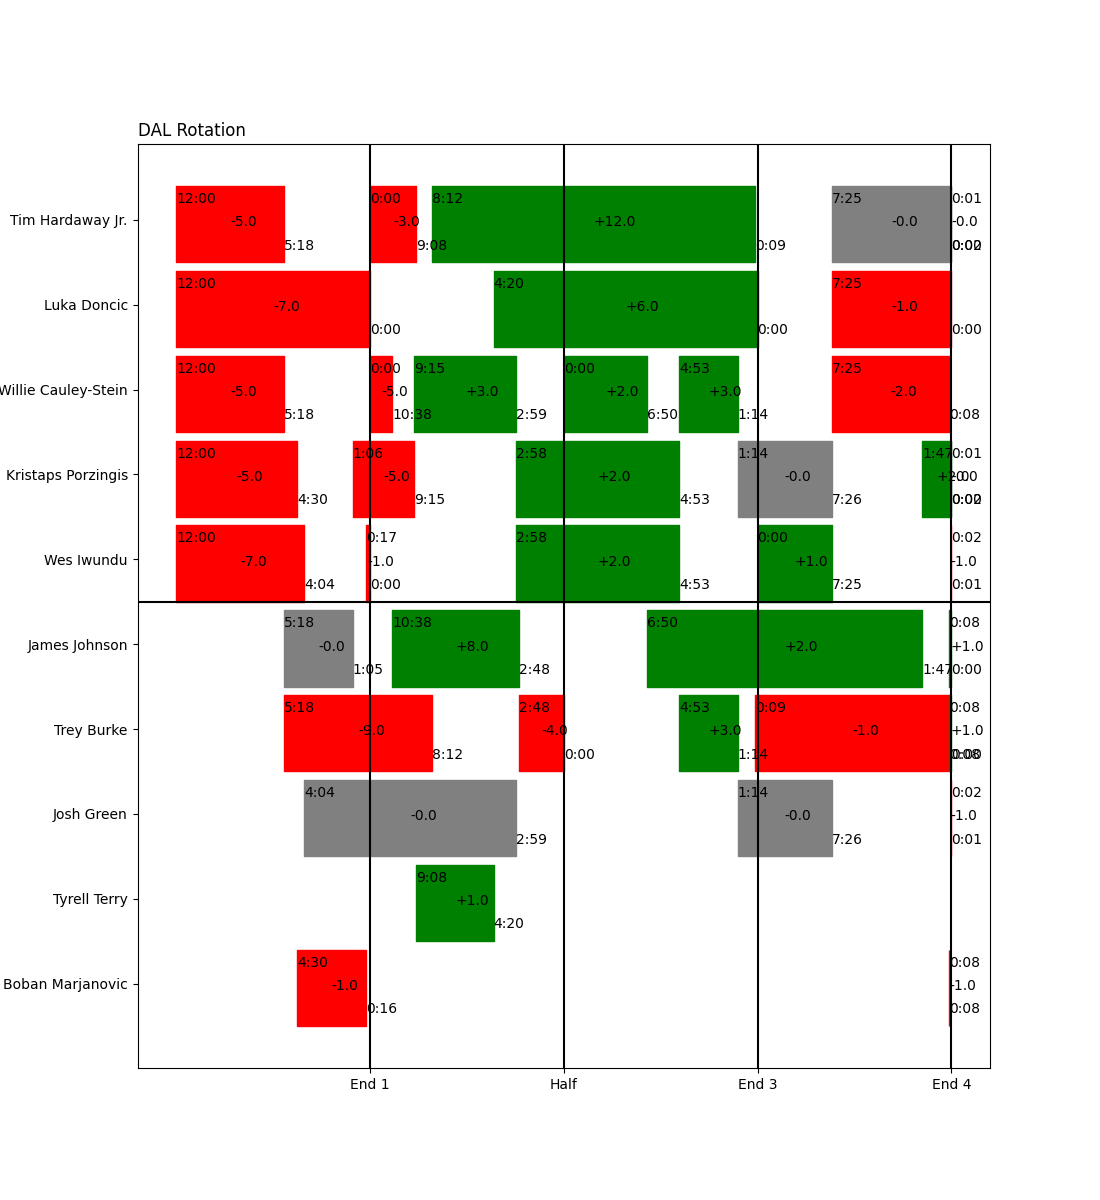 DAL Rotation
Tim Hardaway Jr.
12:00 -5.0 5:18 0:00 -3.0 9:08 8:12 +12.0 0:09 7:25 -0.0 0:01 -0.0 0:00
Luka Doncic
12:00 -7.0 0:00 4:20 +6.0 0:00 7:25 -1.0 0:00
Willie Cauley-Stein
12:00 -5.0 5:18 0:00 -5.0 10:38 9:15 +3.0 2:59 0:00 +2.0 6:50 4:53 +3.0 1:14 7:25 -2.0 0:08
Kristaps Porzingis
12:00 -5.0 4:30 1:06 -5.0 9:15 2:58 +2.0 4:53 1:14 -0.0 7:26 1:47 0:01
Wes Iwundu
12:00 -7.0 4:04 0:17 -1.0 0:00 2:58 +2.0 4:53 0:00 +1.0 7:25 0:02 -1.0 0:01
James Johnson
5:18 -0.0 1:05 10:38 +8.0 2:48 6:50 +2.0 1:47 0:08 +1.0 0:00
Trey Burke
5:18 -9.0 8:12 2:48 -4.0 0:00 4:53 +3.0 1:14 0:09 -1.0 0:08 +1.0
Josh Green
4:04 -0.0 2:59 1:14 -0.0 7:26 0:02 -1.0 0:01
Tyrell Terry
9:08 +1.0 4:20
Boban Marjanovic
4:30 -1.0 0:16 0:08 -1.0 0:08
End 1 Half End 3 End 4